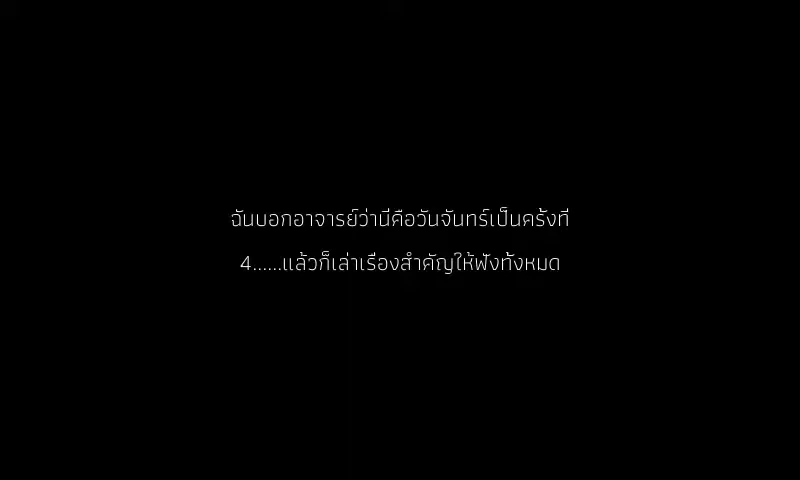 ฉันบอกอาจารย์ว่านี่คือวันจันทร์เป็นครั้งที่
4......แล้วก็เล่าเรื่องสำคัญให้ฟังทั้งหมด